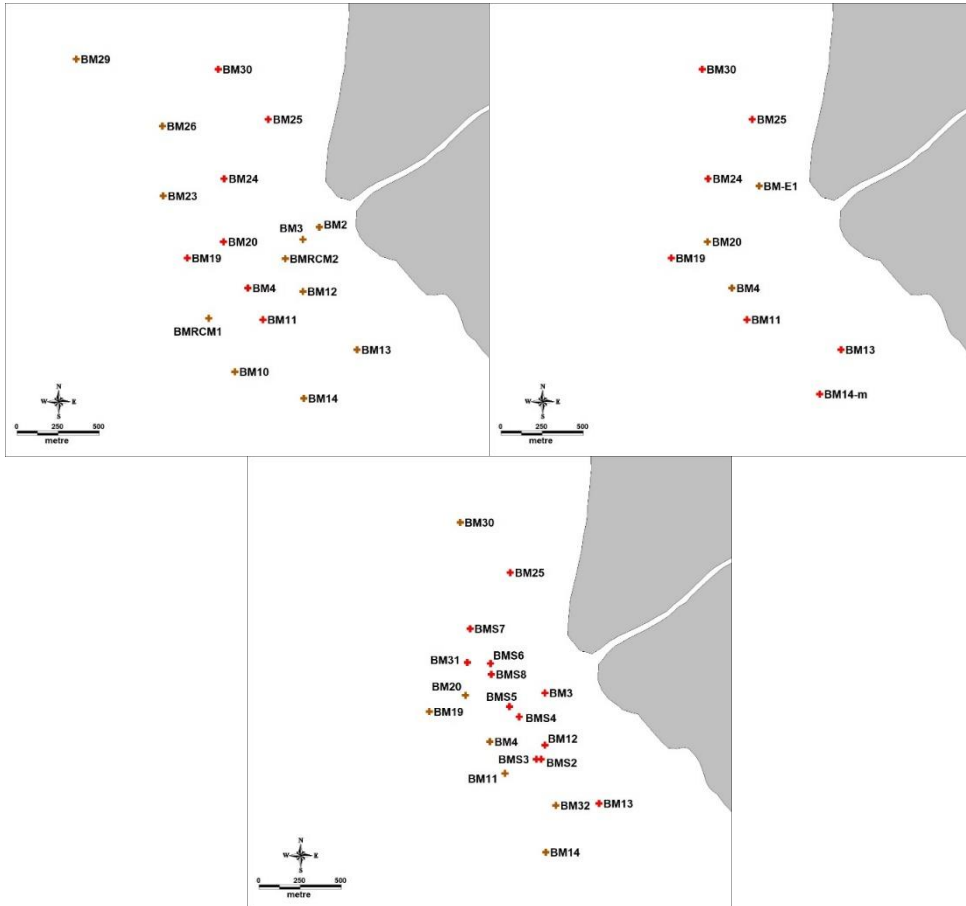 BM29
BM30
BM25
BM26
BM24
BM23
BM2
BM3
BM20
BM19
BMRCM2
BM4
BM12
BMRCM1
BM11
BM13
BM10
BM14
N
W E
S
0 250 500
metre
BM30
BM25
BM24
BM-E1
BM20
BM19
BM4
BM11
BM13
BM14-m
N
W E
S
0 250 500
metre
BM30
BM25
BMS7
BM31
BMS6
BMS8
BM20
BM3
BMS5
BM19
BMS4
BM4
BM12
BMS3
BMS2
BM11
BM32
BM13
BM14
N
W E
S
0 250 500
metre